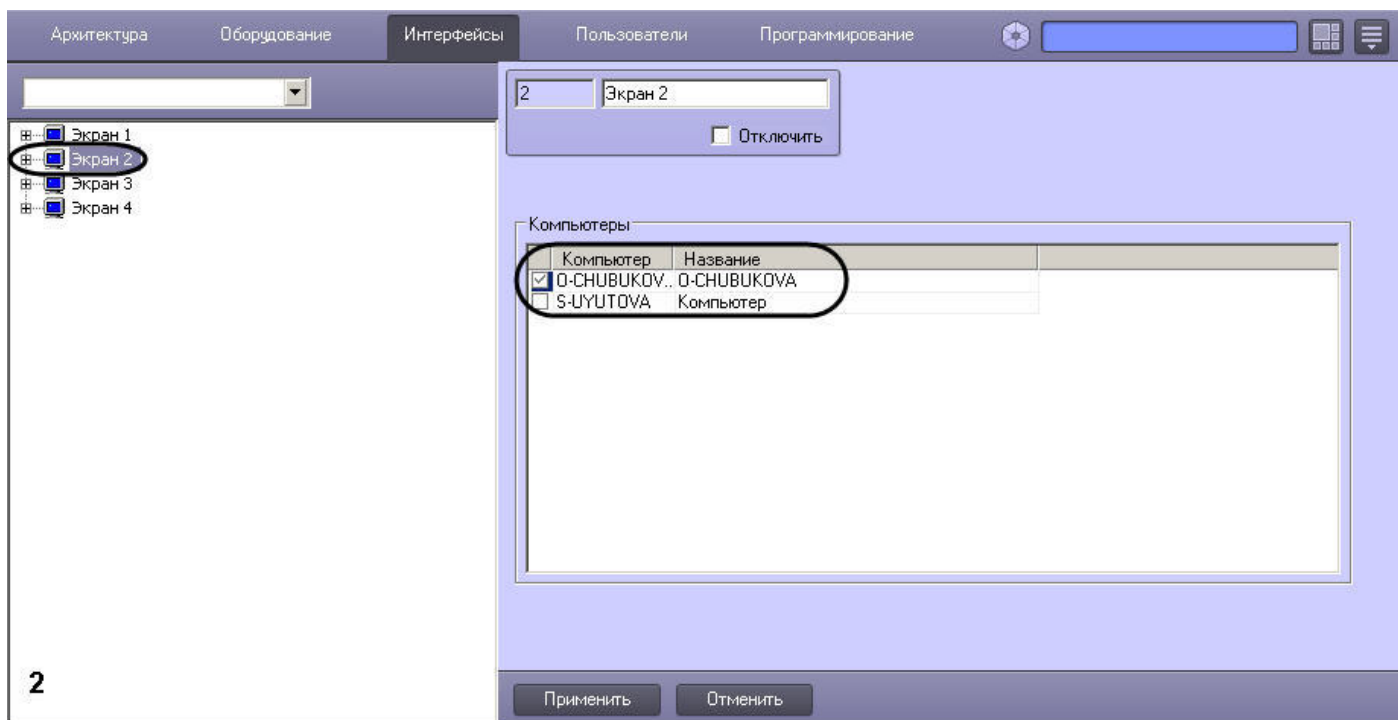 Архитектура Оборудование Интерфейсы Пользователи Программирование
2 Экран 2
Отключить
Экран 1
Экран 2
Экран 3
Экран 4
Компьютеры
Компьютер Название
O-CHUBUKOV.. O-CHUBUKOVA
S-UYUTOVA Компьютер
2
Применить Отменить